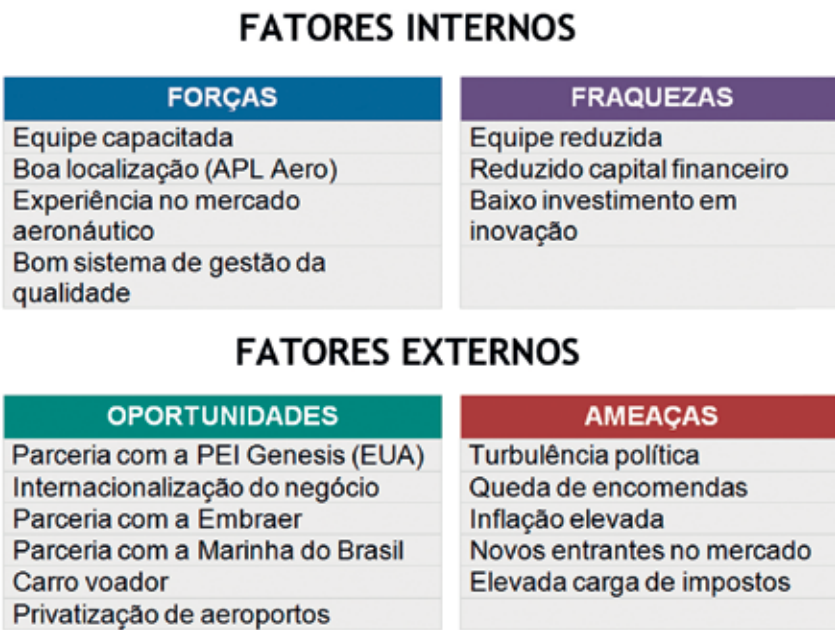 FATORES INTERNOS
FORÇAS
Equipe capacitada
Boa localização (APL Aero)
Experiência no mercado
aeronáutico
Bom sistema de gestão da
qualidade
FRAQUEZAS
Equipe reduzida
Reduzido capital financeiro
Baixo investimento em
inovação
FATORES EXTERNOS
OPORTUNIDADES
Parceria com a PEI Genesis (EUA)
Internacionalização do negócio
Parceria com a Embraer
Parceria com a Marinha do Brasil
Carro voador
Privatização de aeroportos
AMEAÇAS
Turbulência política
Queda de encomendas
Inflação elevada
Novos entrantes no mercado
Elevada carga de impostos